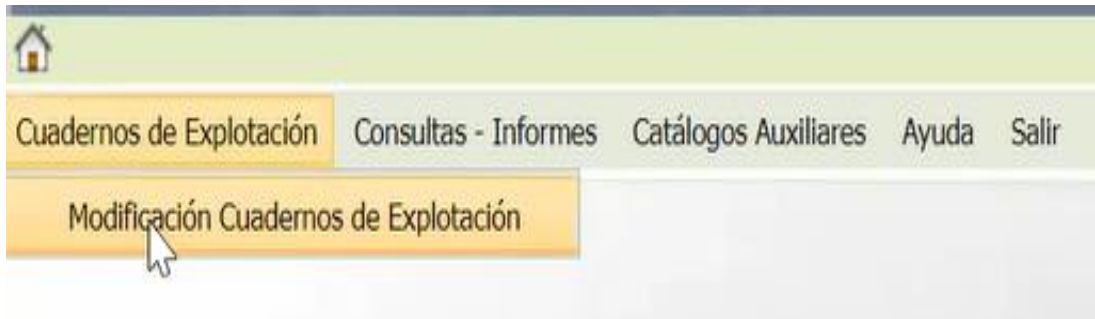 Cuadernos de Explotación Consultas - Informes Catálogos Auxiliares Ayuda Salir
Modificación Cuadernos de Explotación